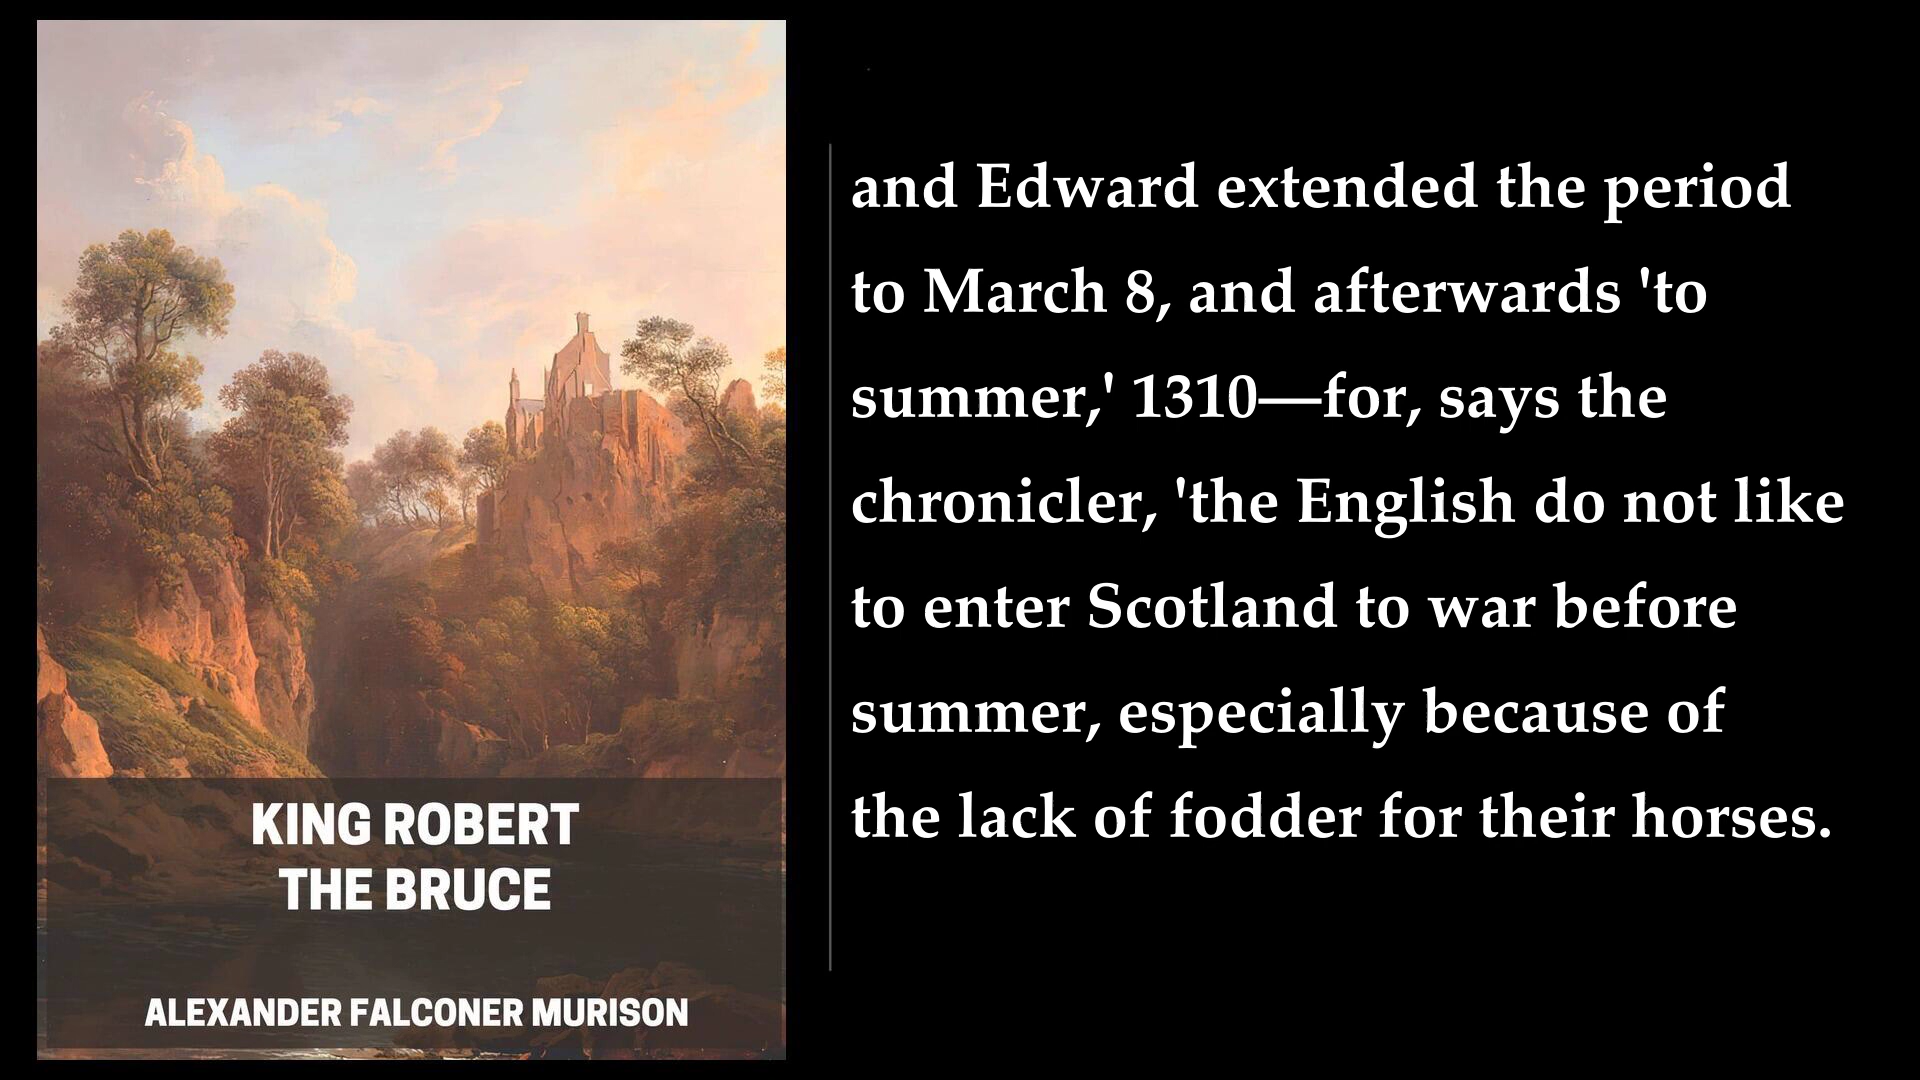 KING ROBERT
THE BRUCE
ALEXANDER FALCONER MURISON
and Edward extended the period
to March 8, and afterwards 'to
summer,' 1310—for, says the
chronicler, 'the English do not like
to enter Scotland to war before
summer, especially because of
the lack of fodder for their horses.